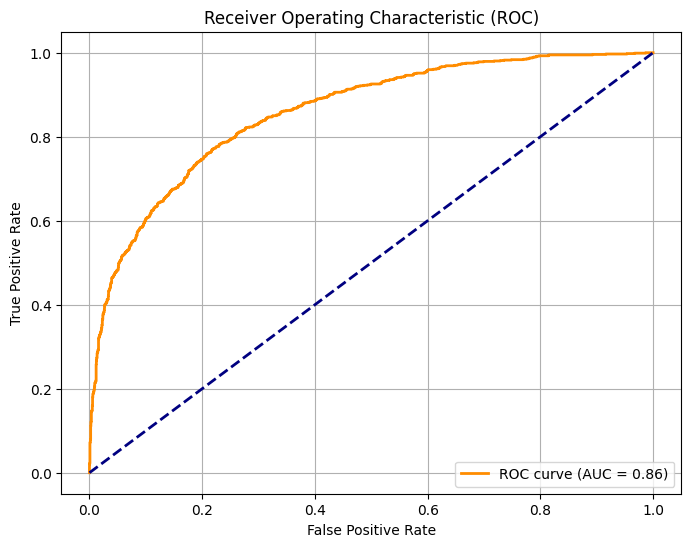 Receiver Operating Characteristic (ROC)
True Positive Rate
1.0
0.8
0.6
0.4
0.2
0.0
0.0 0.2 0.4 0.6 0.8 1.0
False Positive Rate
ROC curve (AUC = 0.86)